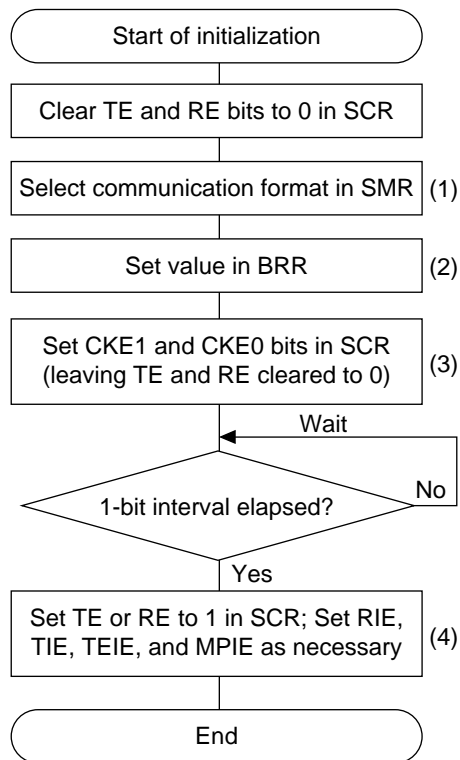 Start of initialization
Clear TE and RE bits to 0 in SCR
Select communication format in SMR
(1)
Set value in BRR
(2)
Set CKE1 and CKE0 bits in SCR
(leaving TE and RE cleared to 0)
(3)
Wait
1-bit interval elapsed?
No
Yes
Set TE or RE to 1 in SCR; Set RIE,
TIE, TEIE, and MPIE as necessary
(4)
End